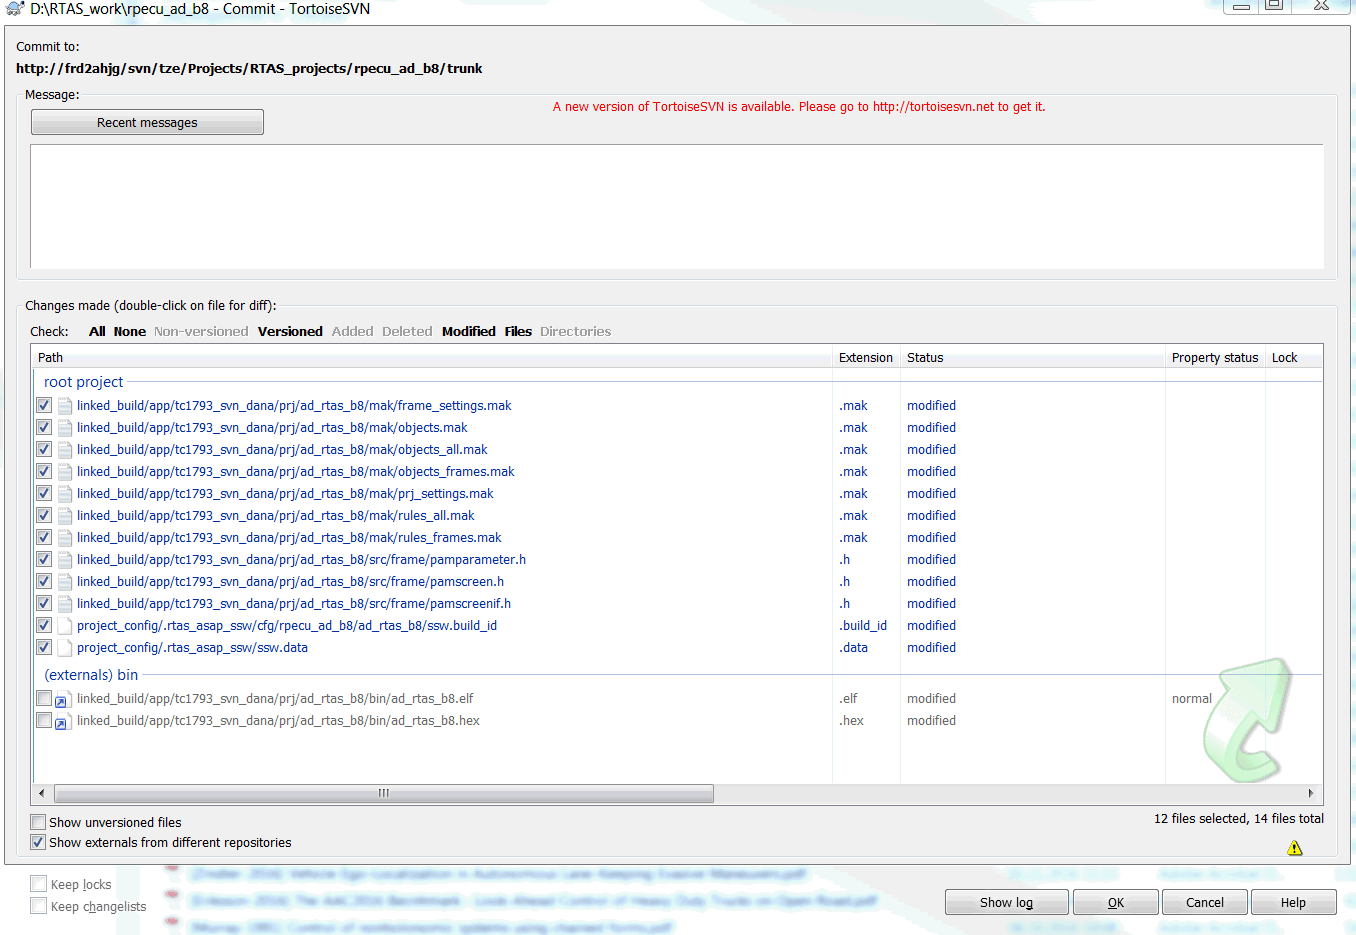 D:\RTAS_work\rpecu_ad_b8 - Commit - TortoiseSVN
Commit to:
http://frd2ahjg/svn/tze/Projects/RTAS_projects/rpecu_ad_b8/trunk
Message:
A new version of TortoiseSVN is available. Please go to http://tortoisesvn.net to get it.
Recent messages
Changes made (double-click on file for diff):
Check: All None Non-versioned Versioned Added Deleted Modified Files Directories
Path Extension Status Property status Lock
root project
linked_build/app/tc1793_svn_dana/prj/ad_rtas_b8/mak/frame_settings.mak .mak modified
linked_build/app/tc1793_svn_dana/prj/ad_rtas_b8/mak/objects.mak .mak modified
linked_build/app/tc1793_svn_dana/prj/ad_rtas_b8/mak/objects_all.mak .mak modified
linked_build/app/tc1793_svn_dana/prj/ad_rtas_b8/mak/objects_frames.mak .mak modified
linked_build/app/tc1793_svn_dana/prj/ad_rtas_b8/mak/prj_settings.mak .mak modified
linked_build/app/tc1793_svn_dana/prj/ad_rtas_b8/mak/rules_all.mak .mak modified
linked_build/app/tc1793_svn_dana/prj/ad_rtas_b8/mak/rules_frames.mak .mak modified
linked_build/app/tc1793_svn_dana/prj/ad_rtas_b8/src/frame/pamparameter.h .h modified
linked_build/app/tc1793_svn_dana/prj/ad_rtas_b8/src/frame/pamscreen.h .h modified
linked_build/app/tc1793_svn_dana/prj/ad_rtas_b8/src/frame/pamscreenif.h .h modified
project_config/.rtas_asap_ssw/cfg/rpecu_ad_b8/ad_rtas_b8/ssw.build_id .build_id modified
project_config/.rtas_asap_ssw/ssw.data .data modified
(externals) bin
linked_build/app/tc1793_svn_dana/prj/ad_rtas_b8/bin/ad_rtas_b8.elf .elf modified normal
linked_build/app/tc1793_svn_dana/prj/ad_rtas_b8/bin/ad_rtas_b8.hex .hex modified
Show unversioned files
12 files selected, 14 files total
Show externals from different repositories
Keep locks
Keep changelists
Show log OK Cancel Help